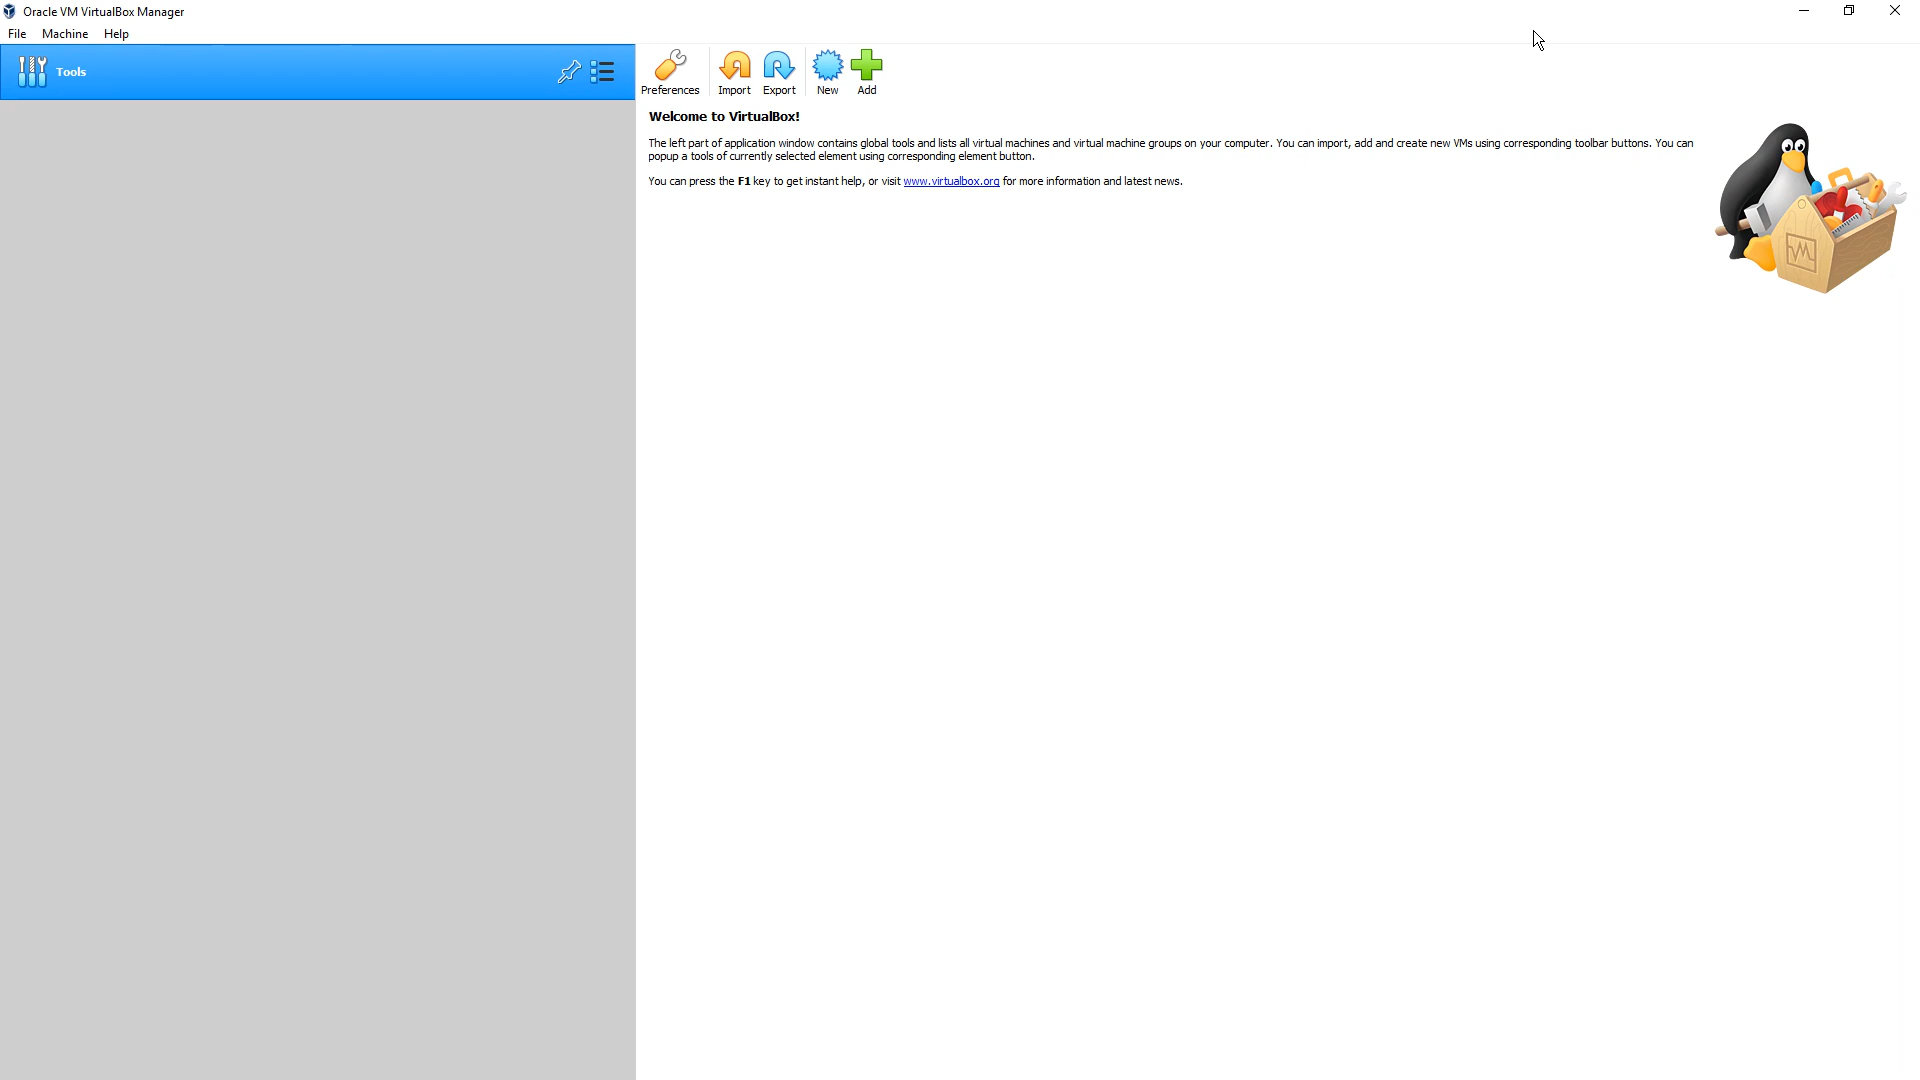 Oracle VM VirtualBox Manager
File Machine Help
Tools
Preferences Import Export New Add
Welcome to VirtualBox!
The left part of application window contains global tools and lists all virtual machines and virtual machine groups on your computer. You can import, add and create new VMs using corresponding toolbar buttons. You can
popup a tools of currently selected element using corresponding element button.
You can press the F1 key to get instant help, or visit www.virtualbox.org for more information and latest news.